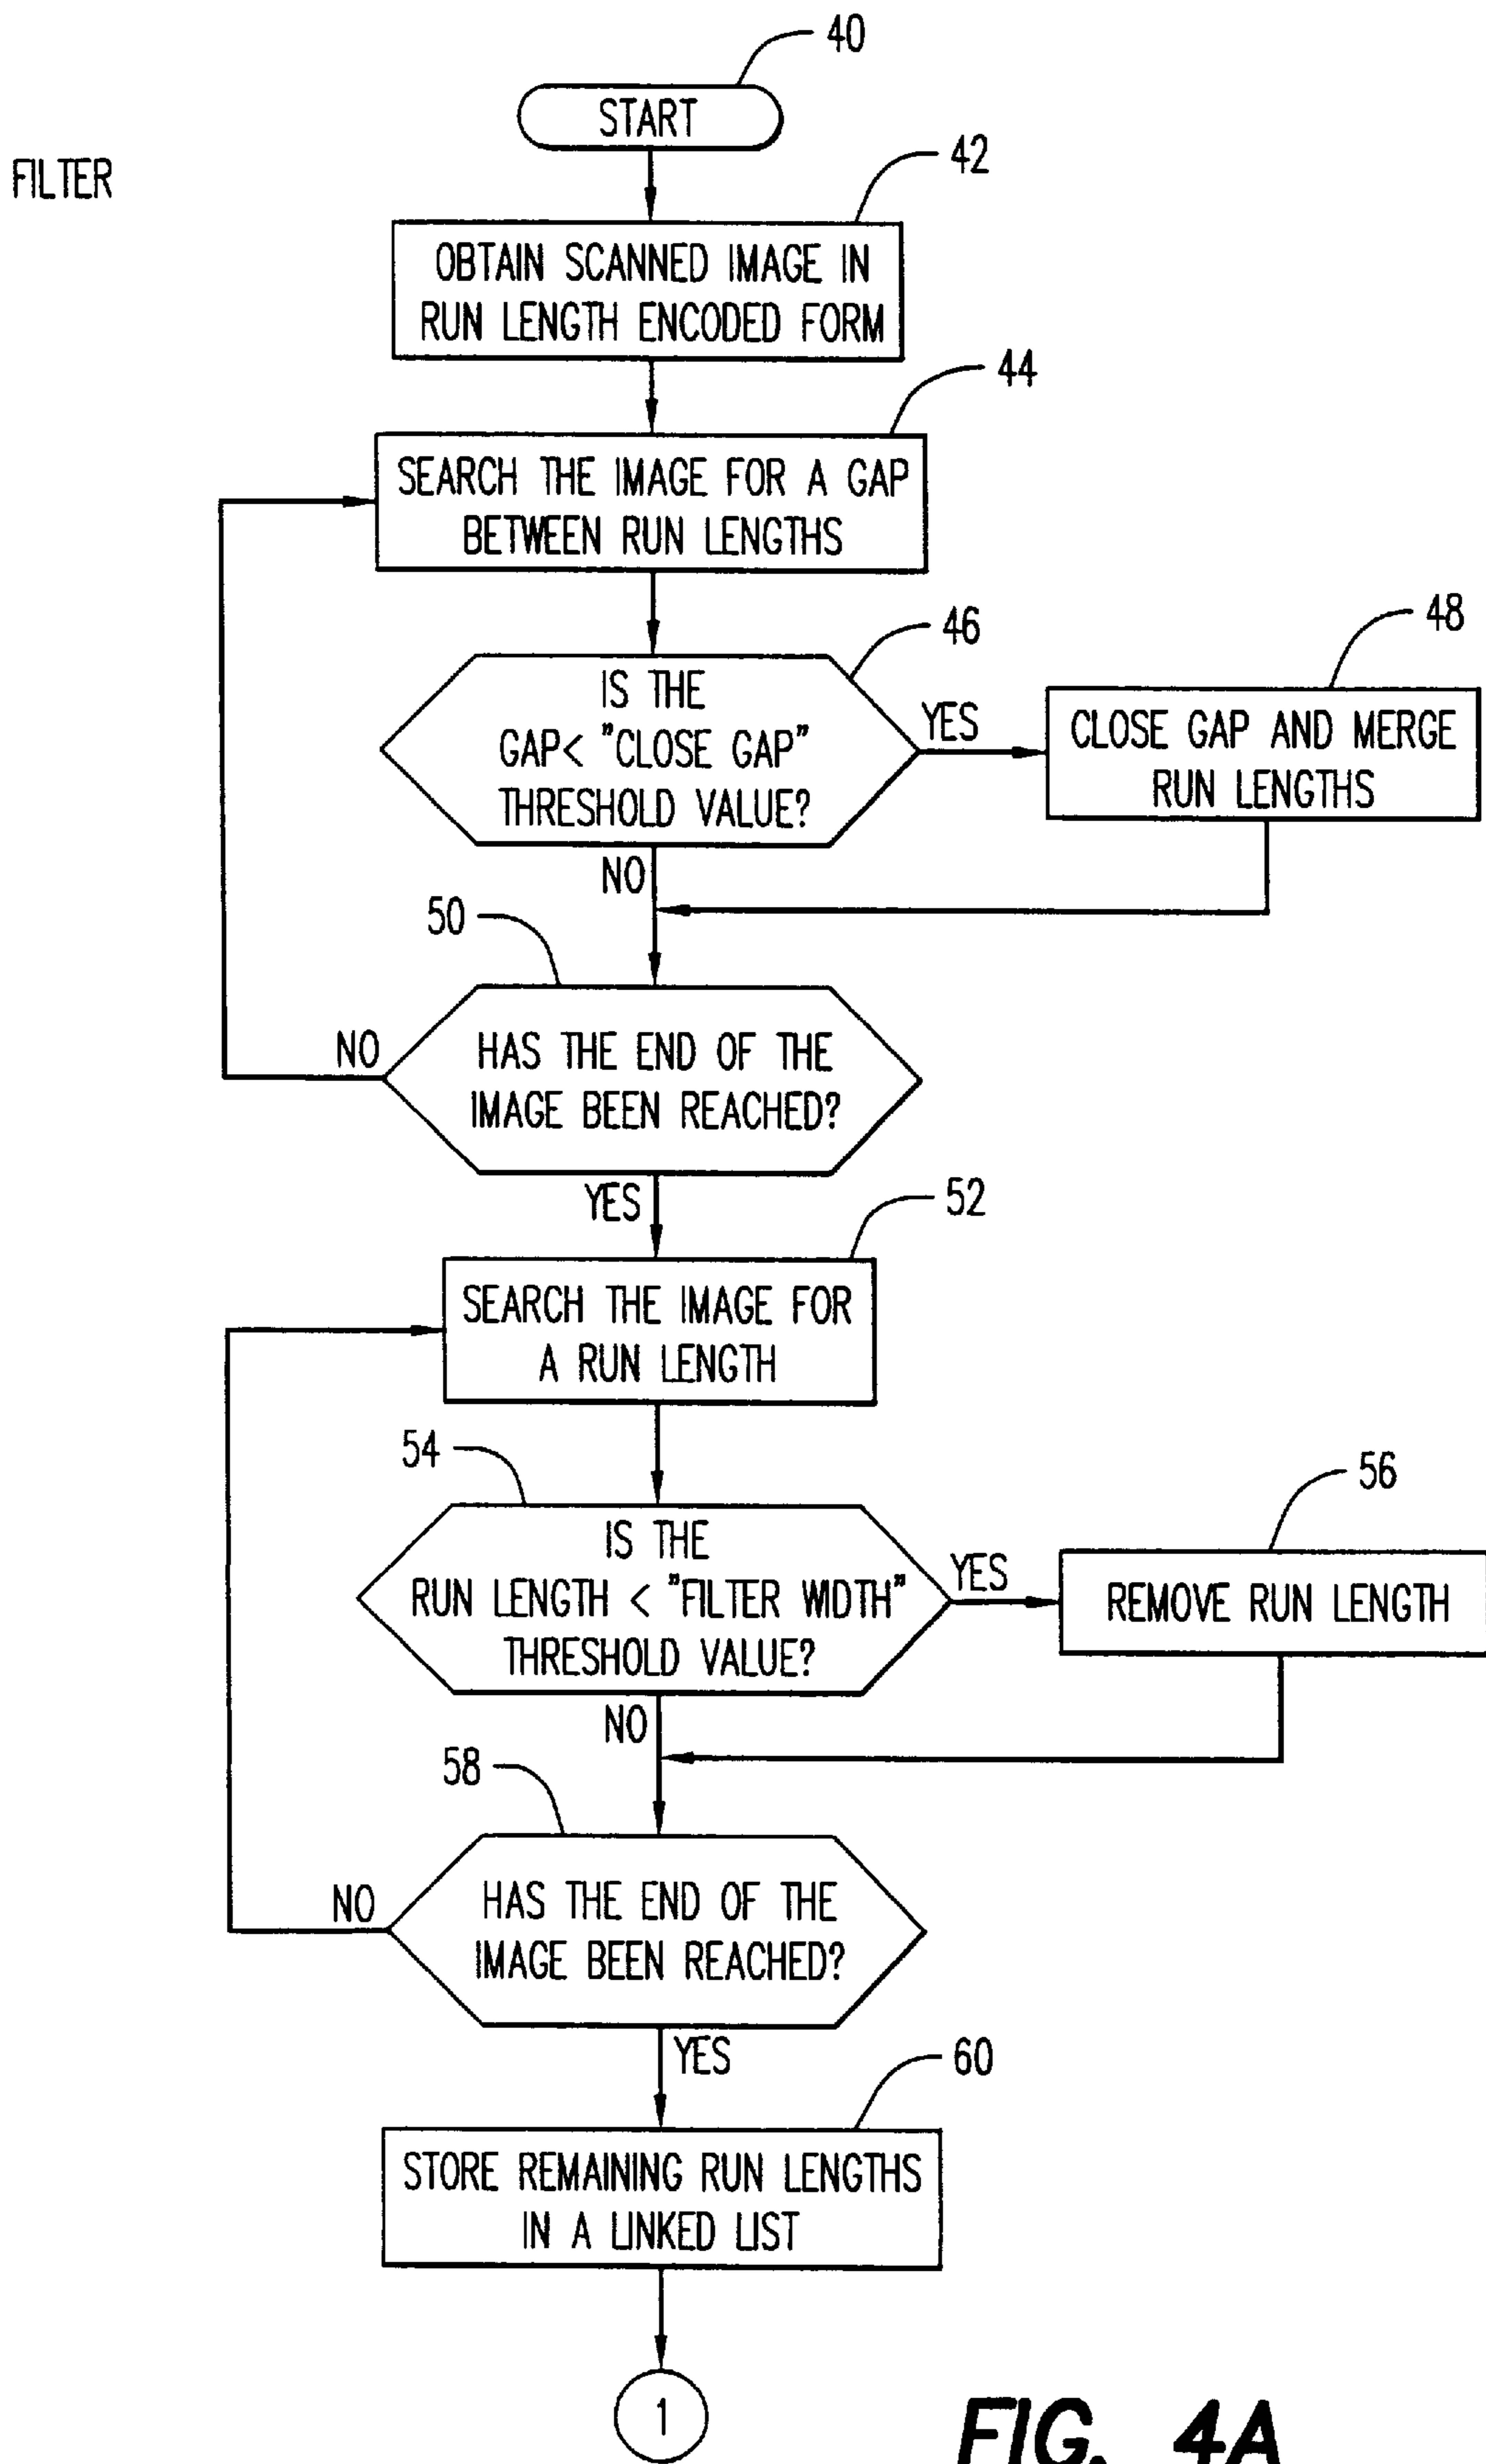 40
START
FILTER
42
OBTAIN SCANNED IMAGE IN
RUN LENGTH ENCODED FORM
44
SEARCH THE IMAGE FOR A GAP
BETWEEN RUN LENGTHS
46
IS THE
GAP< "CLOSE GAP"
THRESHOLD VALUE?
YES
48
CLOSE GAP AND MERGE
RUN LENGTHS
NO
50
HAS THE END OF THE
IMAGE BEEN REACHED?
NO
YES
52
SEARCH THE IMAGE FOR
A RUN LENGTH
54
IS THE
RUN LENGTH < "FILTER WIDTH"
THRESHOLD VALUE?
YES
56
REMOVE RUN LENGTH
NO
58
HAS THE END OF THE
IMAGE BEEN REACHED?
NO
YES
60
STORE REMAINING RUN LENGTHS
IN A LINKED LIST
1
FIG. 4A